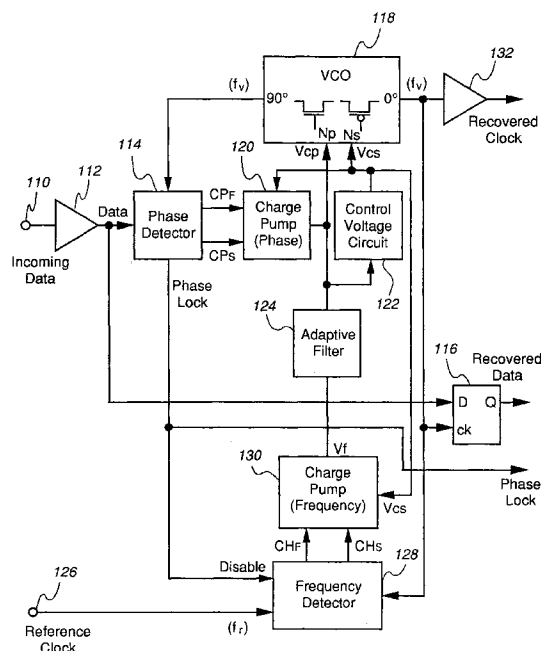 118
132
(fv)
VCO
(fv)
90°
0°
Np
Ns
Recovered
Clock
Vcp
Vcs
114
120
110
112
CPF
Data
Phase
Detector
Charge
Pump
(Phase)
Control
Voltage
Circuit
CPS
Incoming
Data
122
Phase
Lock
124
Adaptive
Filter
116
Recovered
Data
D
Q
ck
Vf
130
Charge
Pump
(Frequency)
Phase
Lock
Vcs
CHF
CHS
128
Disable
126
Frequency
Detector
Reference
Clock
(fr)